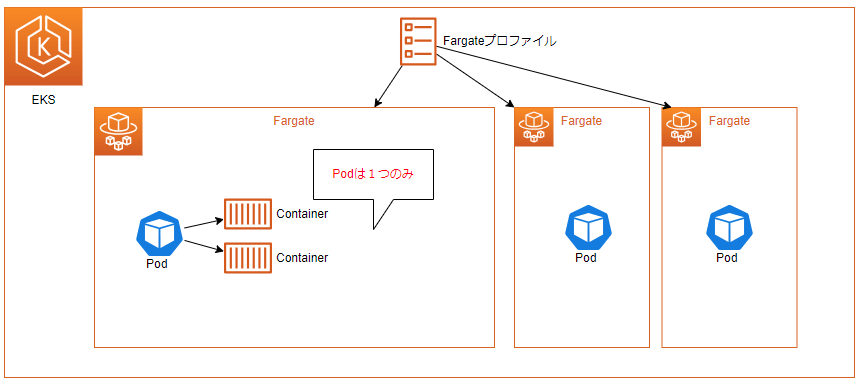 Fargateプロファイル
EKS
Fargate
Fargate
Fargate
Podは１つのみ
Container
Container
Pod
Pod
Pod